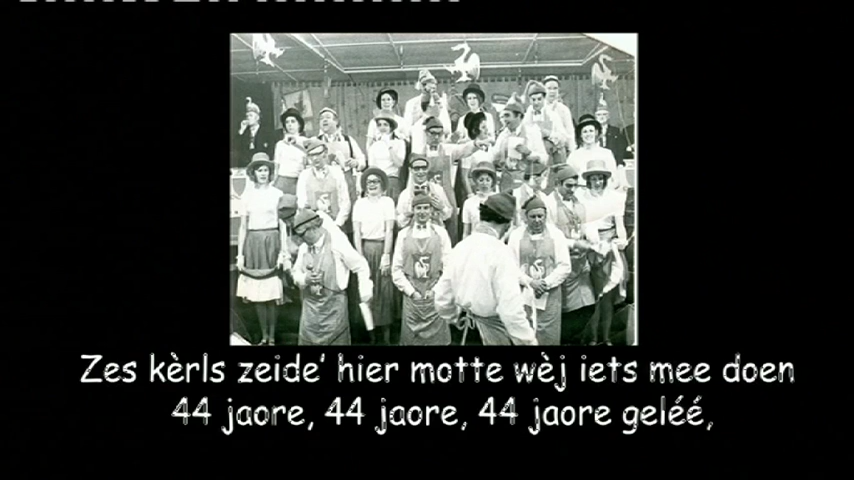 Zes kèrls zeide' hier motte wèj iets mee doen
44 jaore, 44 jaore, 44 jaore geléé,